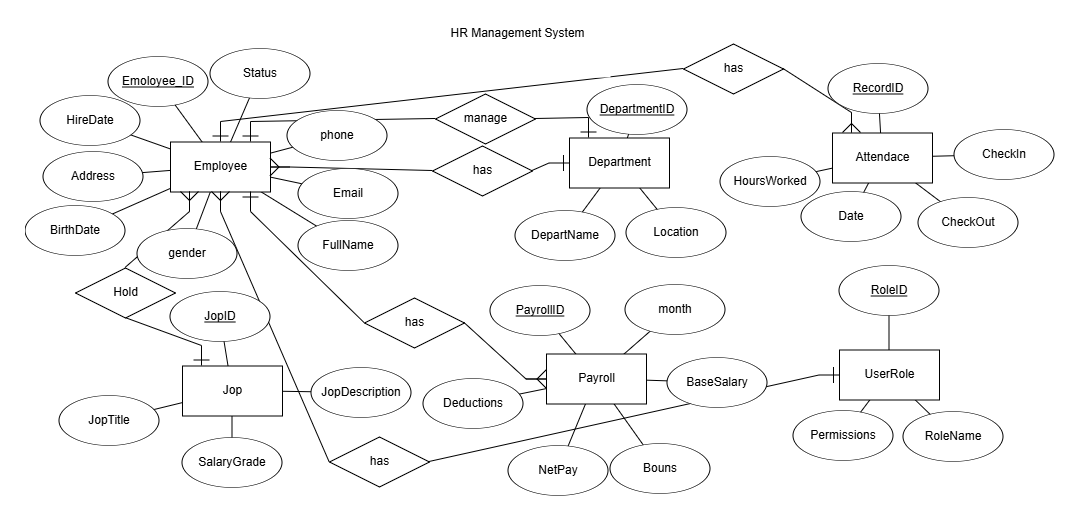 HR Management System
has
Emoloyee_ID
Status
RecordID
HireDate
phone
manage
DepartmentID
Employee
has
Department
Attendace
CheckIn
Address
Email
HoursWorked
BirthDate
gender
FullName
DepartName
Location
Date
CheckOut
Hold
JopID
has
PayrollID
month
RoleID
Jop
JopDescription
Payroll
BaseSalary
UserRole
JopTitle
Deductions
Permissions
RoleName
SalaryGrade
has
NetPay
Bouns